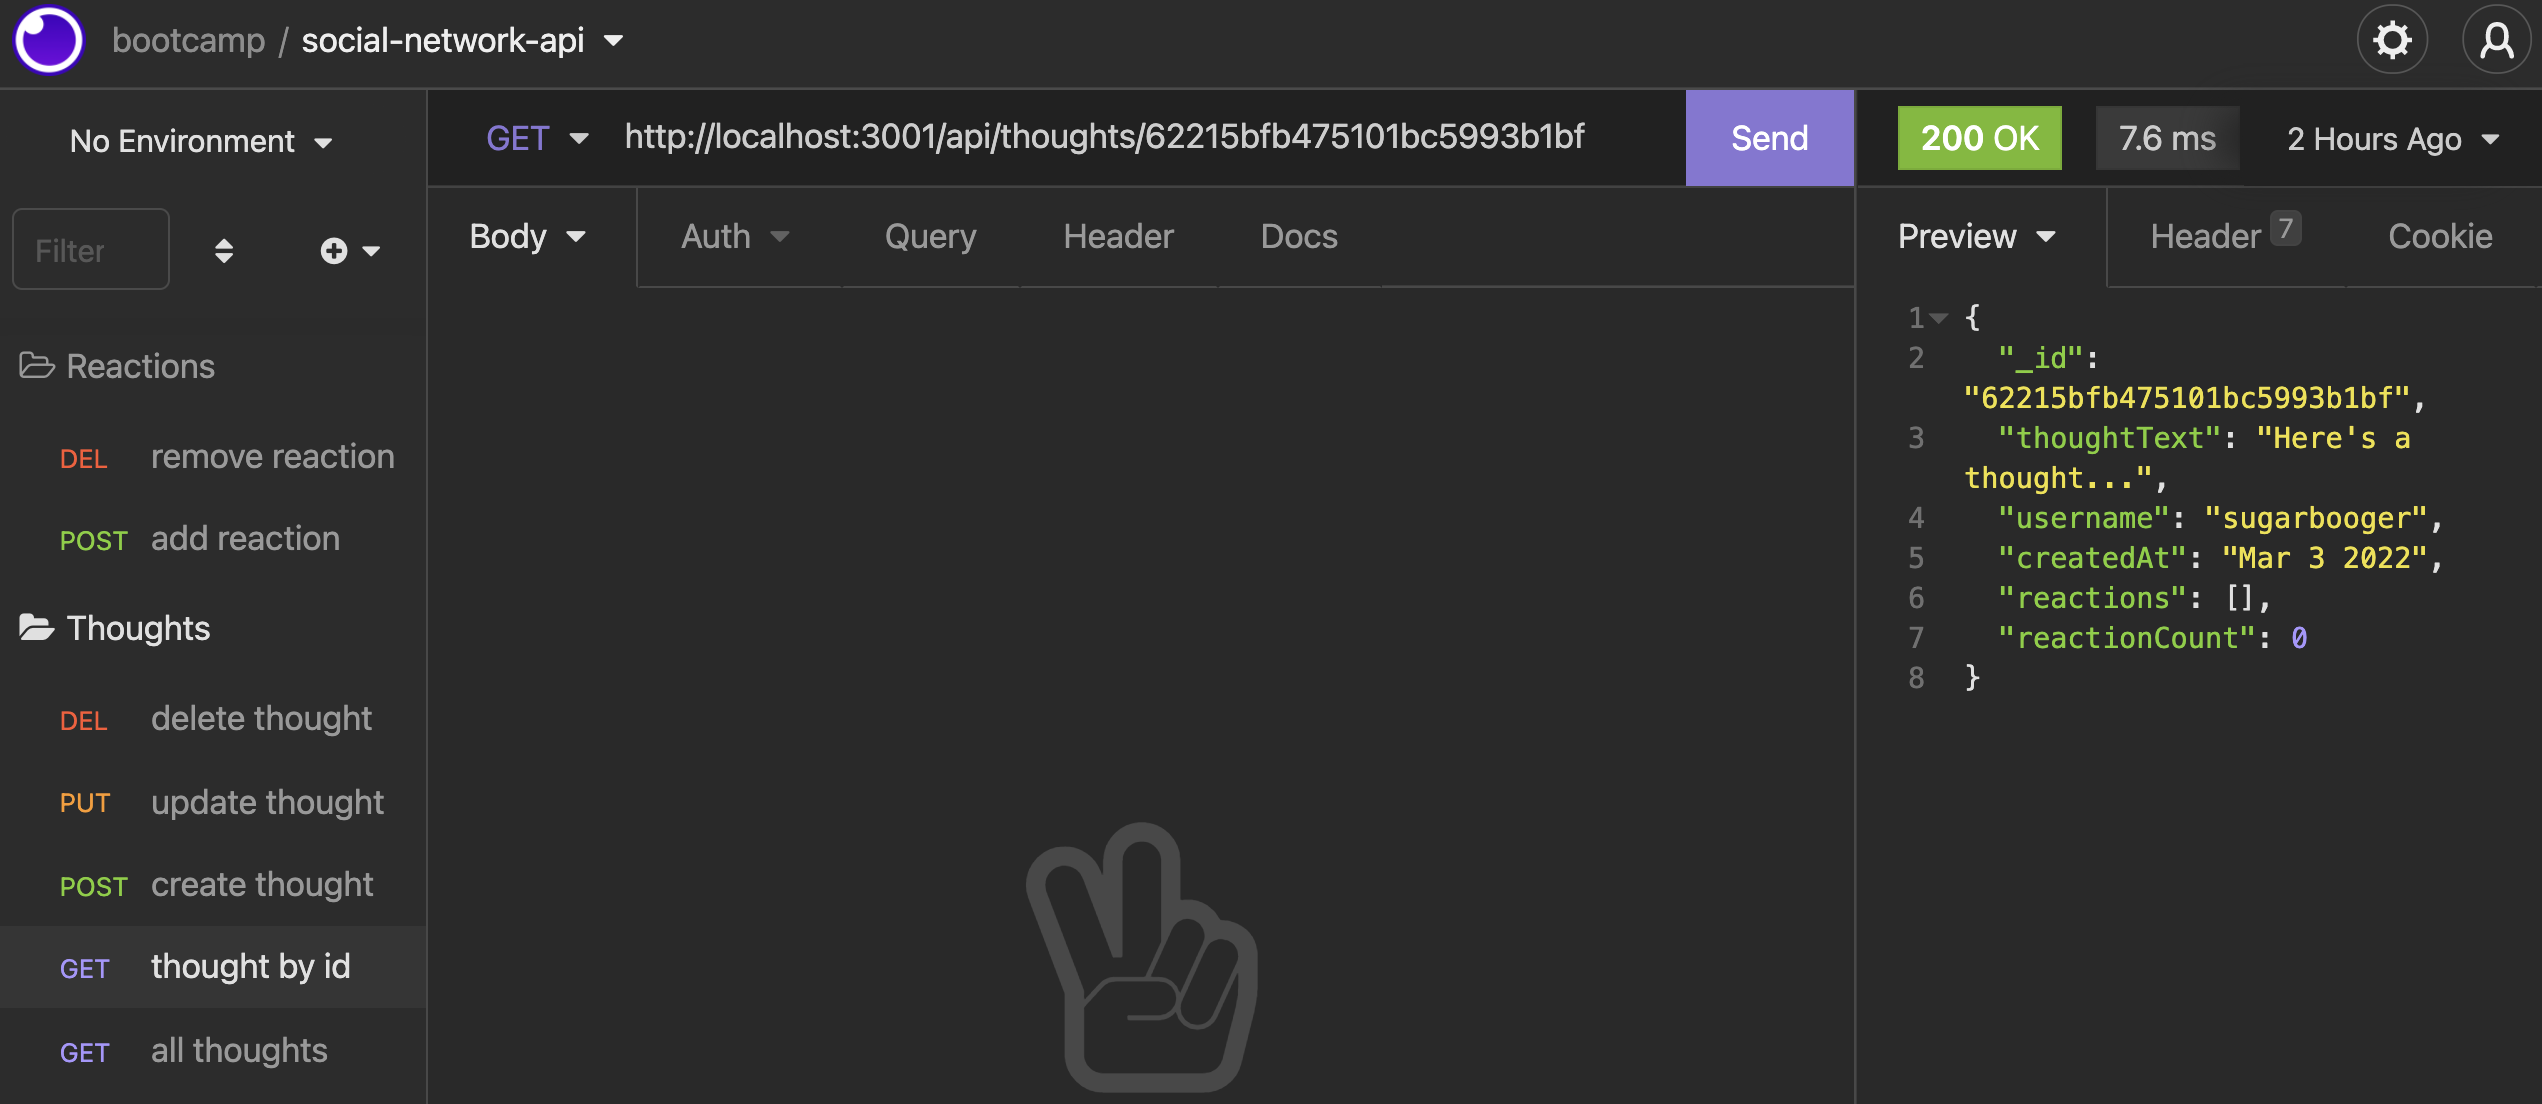 bootcamp / social-network-api
No Environment
Filter
Reactions
DEL remove reaction
POST add reaction
Thoughts
DEL delete thought
PUT update thought
POST create thought
GET thought by id
GET all thoughts
GET http://localhost:3001/api/thoughts/62215bfb475101bc5993b1bf Send
Body Auth Query Header Docs
200 OK 7.6 ms 2 Hours Ago
Preview Header 7 Cookie
1 {
2 "_id":
"62215bfb475101bc5993b1bf",
3 "thoughtText": "Here's a
thought...",
4 "username": "sugarbooger",
5 "createdAt": "Mar 3 2022",
6 "reactions": [],
7 "reactionCount": 0
8 }